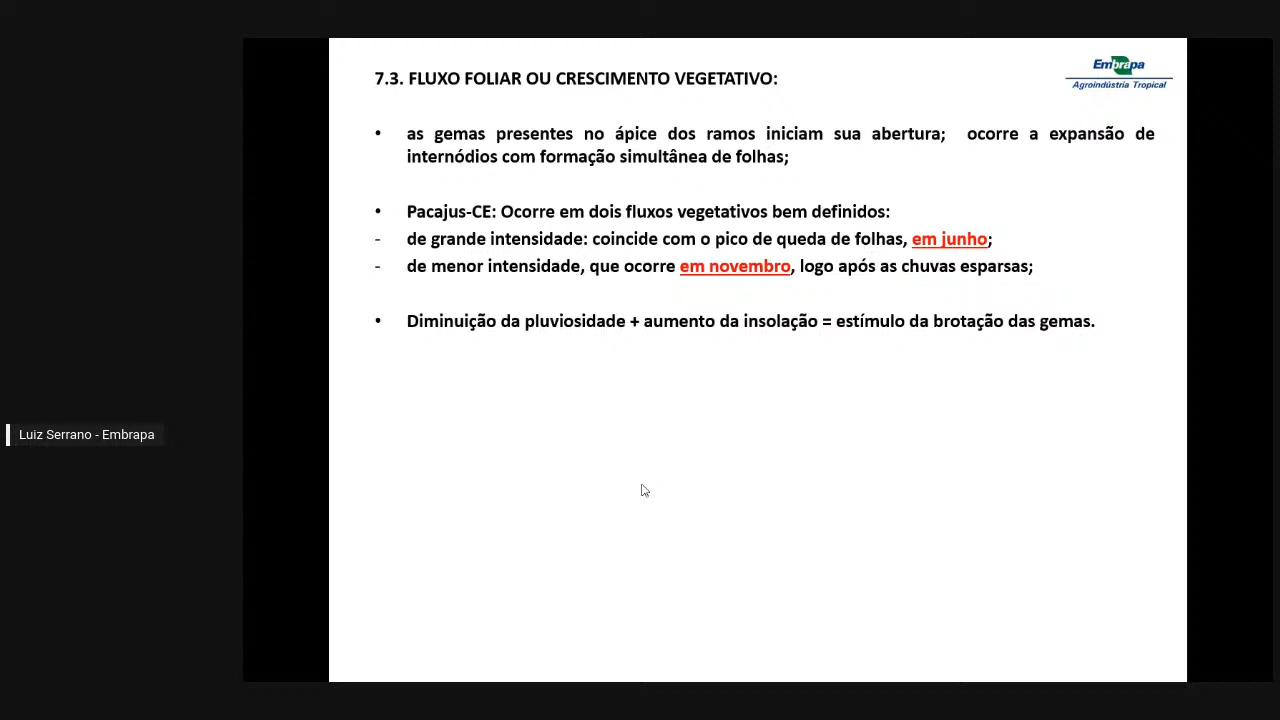 7.3. FLUXO FOLIAR OU CRESCIMENTO VEGETATIVO:
Embrapa
Agroindústria Tropical
• as gemas presentes no ápice dos ramos iniciam sua abertura; ocorre a expansão de
internódios com formação simultânea de folhas;
• Pacajus-CE: Ocorre em dois fluxos vegetativos bem definidos:
- de grande intensidade: coincide com o pico de queda de folhas, em junho;
- de menor intensidade, que ocorre em novembro, logo após as chuvas esparsas;
• Diminuição da pluviosidade + aumento da insolação = estímulo da brotação das gemas.
Luiz Serrano - Embrapa